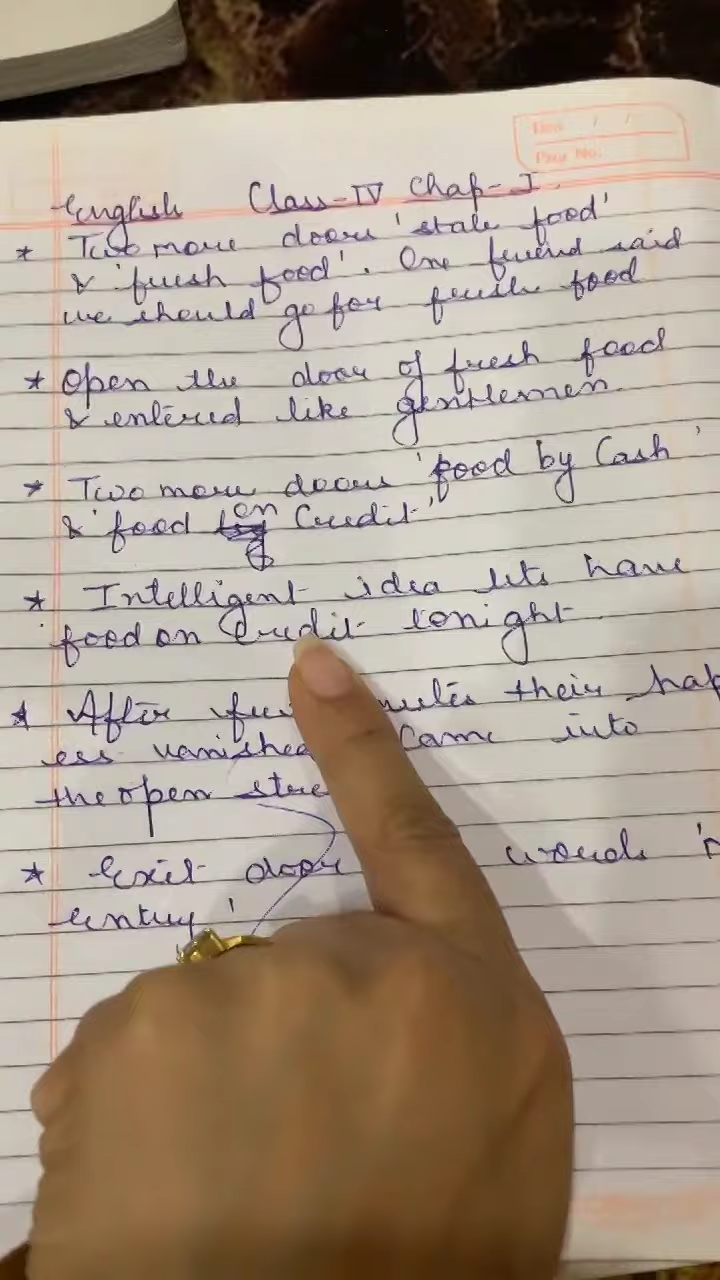 English Class-IV Chap-I
* Two more doors 'stale food'
& 'fresh food'. One friend said
we should go for fresh food
* Open the door of fresh food
& entered like gentlemen.
* Two more doors 'food by Cash'
& 'food on Credit'
* Intelligent idea lets have
food on Credit tonight
* After few their hap
ess vanished Came into
the open stre
* Exit door words 'n
entry'